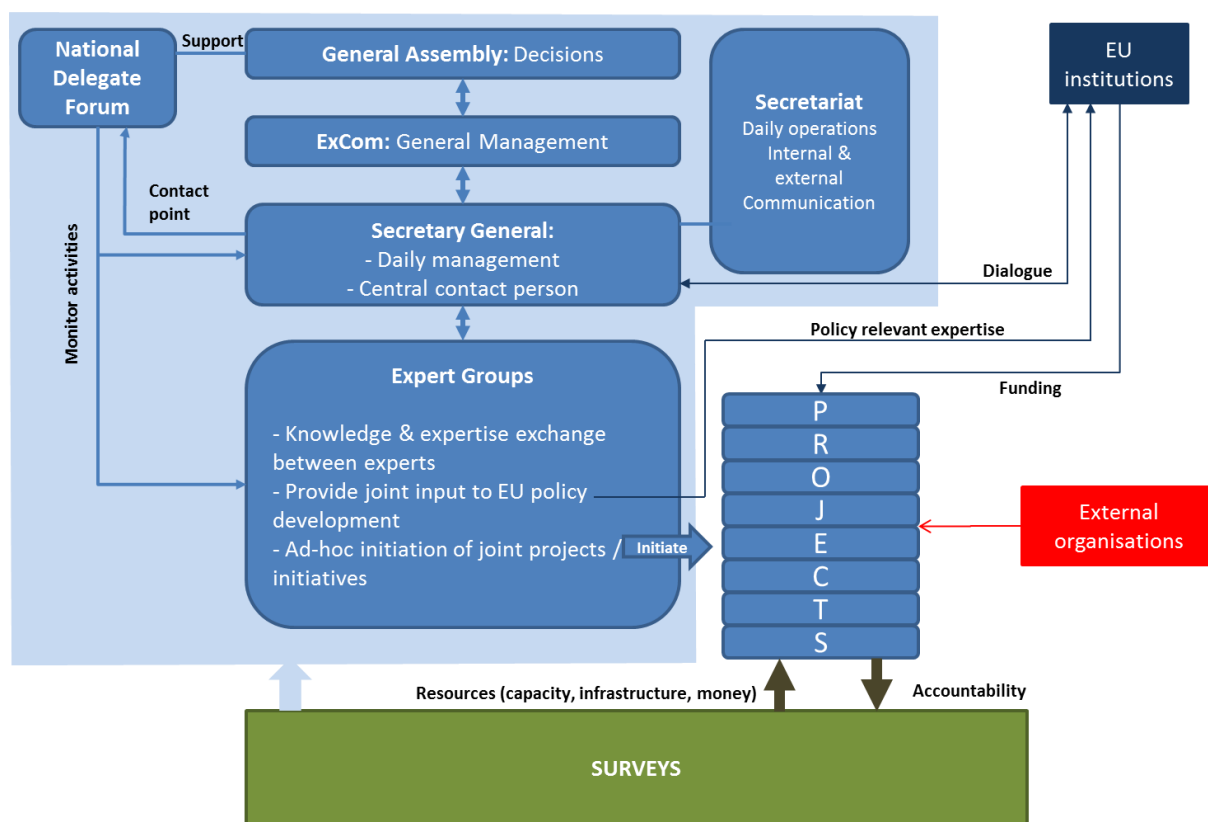 National
Delegate
Forum
Support
General Assembly: Decisions
Secretariat
Daily operations
Internal &
external
Communication
EU
institutions
ExCom: General Management
Contact
point
Secretary General:
- Daily management
- Central contact person
Monitor activities
Dialogue
Policy relevant expertise
Funding
Expert Groups
- Knowledge & expertise exchange
between experts
- Provide joint input to EU policy
development
- Ad-hoc initiation of joint projects /
initiatives
Initiate
P
R
O
J
E
C
T
S
External
organisations
Resources (capacity, infrastructure, money)
Accountability
SURVEYS